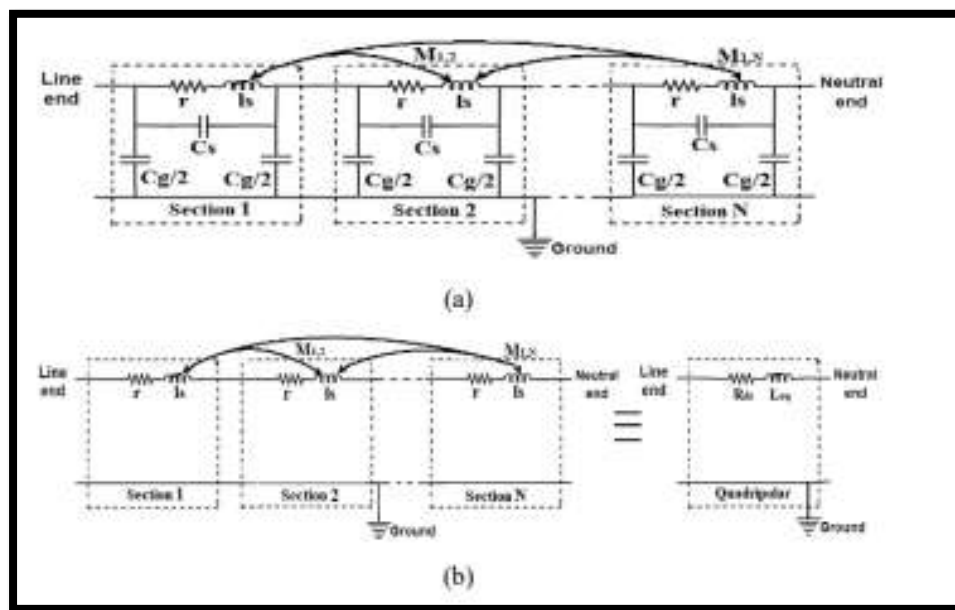 M1,2 M1,N
Line end Neutral end
r ls r ls r ls
Cs Cs Cs
Cg/2 Cg/2 Cg/2 Cg/2 Cg/2 Cg/2
Section 1 Section 2 Section N
Ground
(a)
M1,2 M1,N
Line end Neutral end Line end Neutral end
r ls r ls r ls Leq
Section 1 Section 2 Section N Quadripolar
Ground Ground
(b)